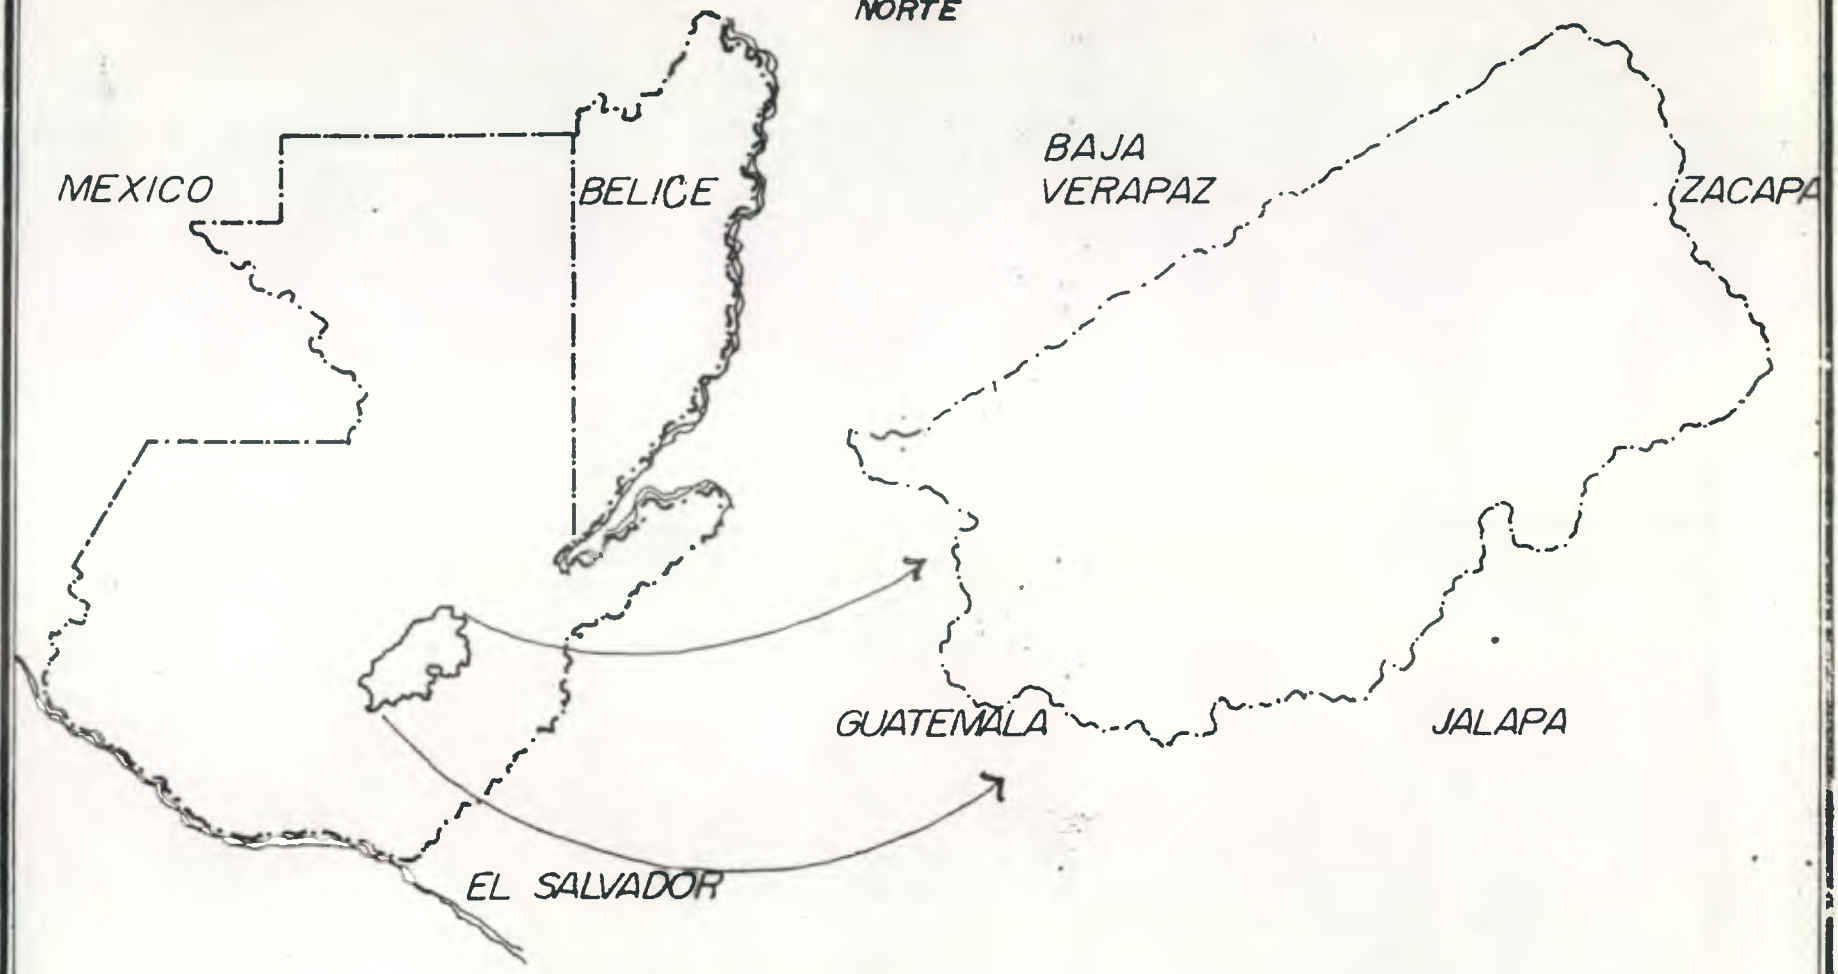 NORTE
MEXICO
BELICE
BAJA
VERAPAZ
ZACAPA
GUATEMALA
JALAPA
EL SALVADOR